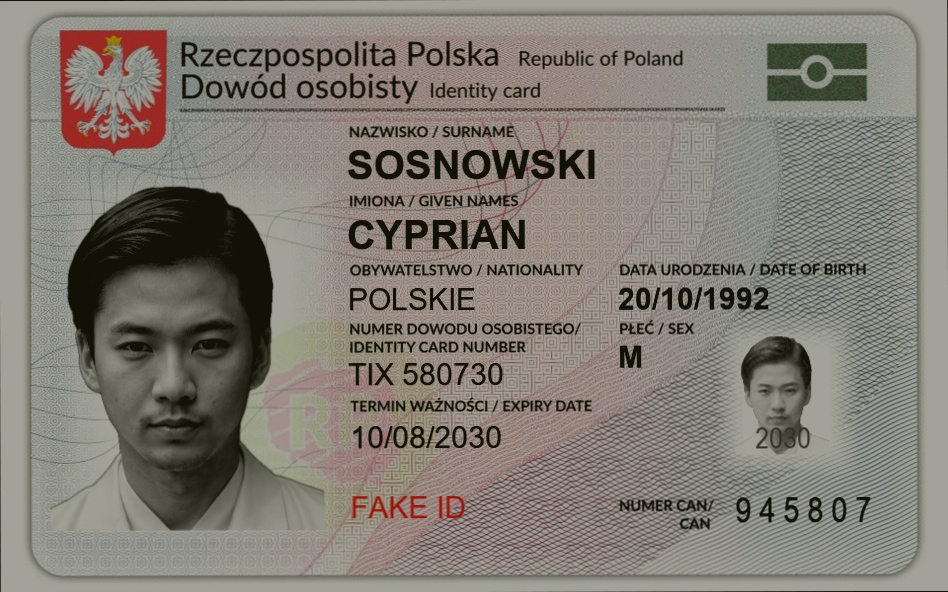 Rzeczpospolita Polska Republic of Poland
Dowód osobisty Identity card
NAZWISKO / SURNAME
SOSNOWSKI
IMIONA / GIVEN NAMES
CYPRIAN
OBYWATELSTWO / NATIONALITY
POLSKIE
DATA URODZENIA / DATE OF BIRTH
20/10/1992
NUMER DOWODU OSOBISTEGO/
IDENTITY CARD NUMBER
TIX 580730
PŁEĆ / SEX
M
TERMIN WAŻNOŚCI / EXPIRY DATE
10/08/2030
2030
FAKE ID
NUMER CAN/
CAN
945807